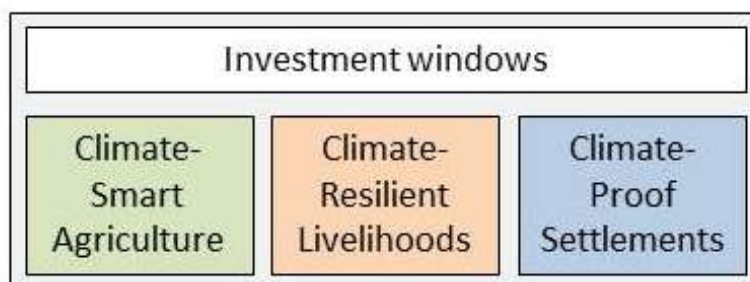 Investment windows
Climate-
Smart
Agriculture
Climate-
Resilient
Livelihoods
Climate-
Proof
Settlements